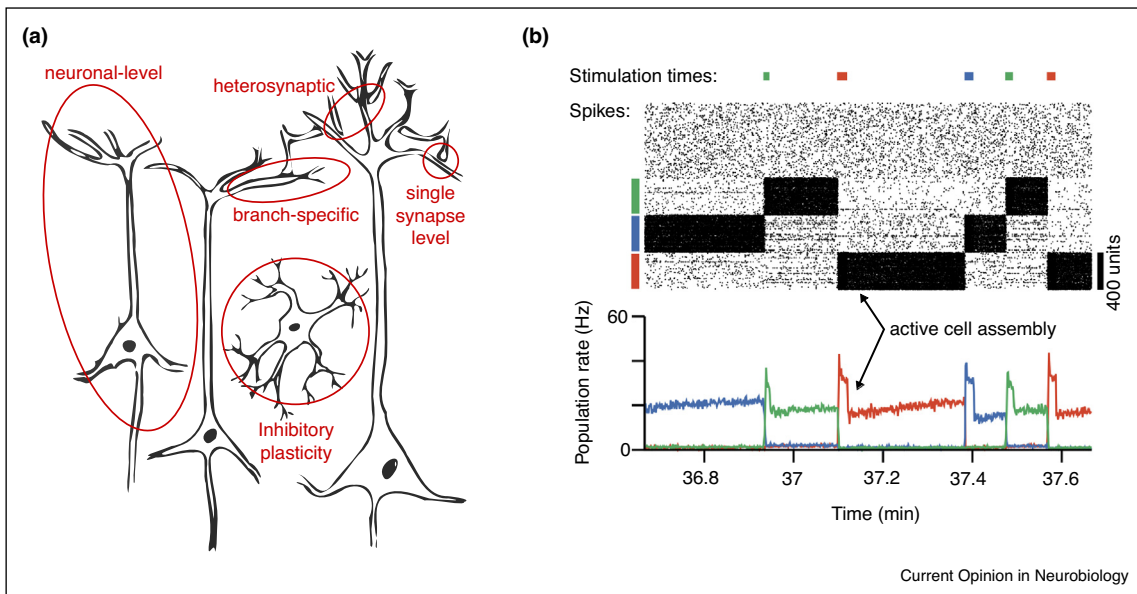 (a)
neuronal-level
heterosynaptic
branch-specific
single
synapse
level
Inhibitory
plasticity
(b)
Stimulation times:
Spikes:
400 units
active cell assembly
Population rate (Hz)
60
0
36.8
37
37.2
37.4
37.6
Time (min)
Current Opinion in Neurobiology